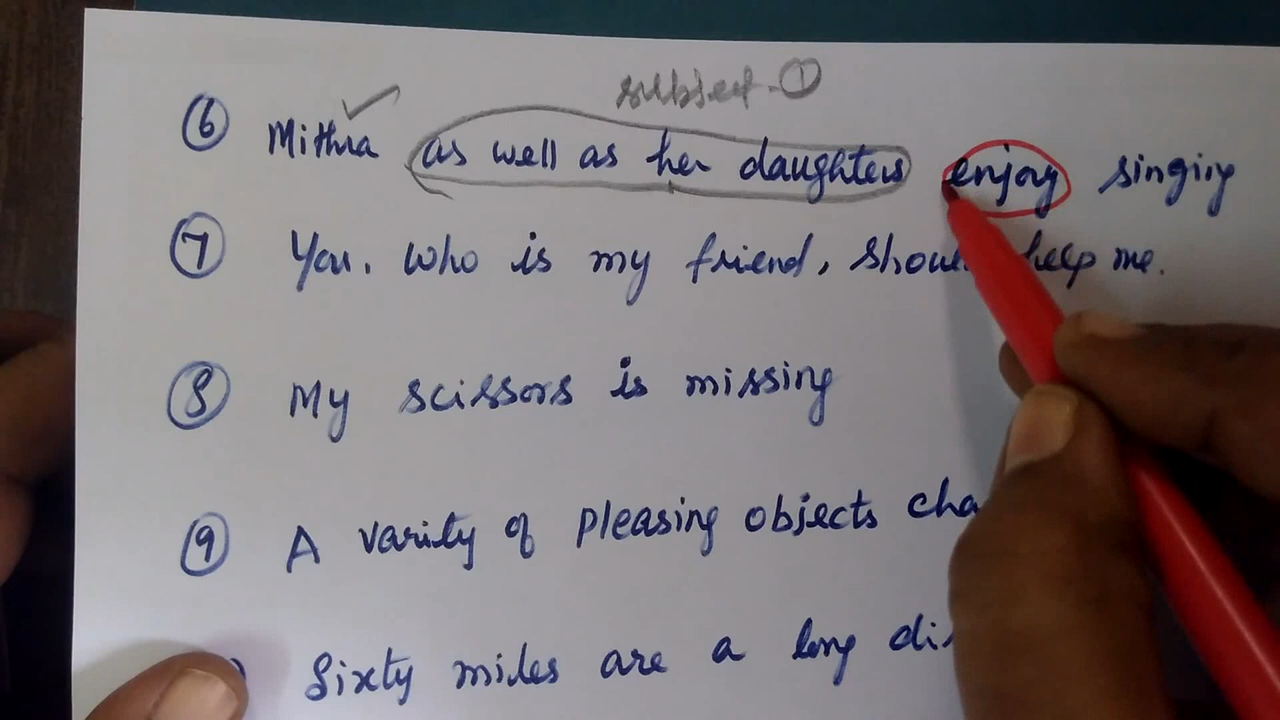 subject - ①
⑥ Mithra as well as her daughters enjoy singing
⑦ You, who is my friend, should help me.
⑧ My scissors is missing
⑨ A varity of pleasing objects
Sixty miles are a long